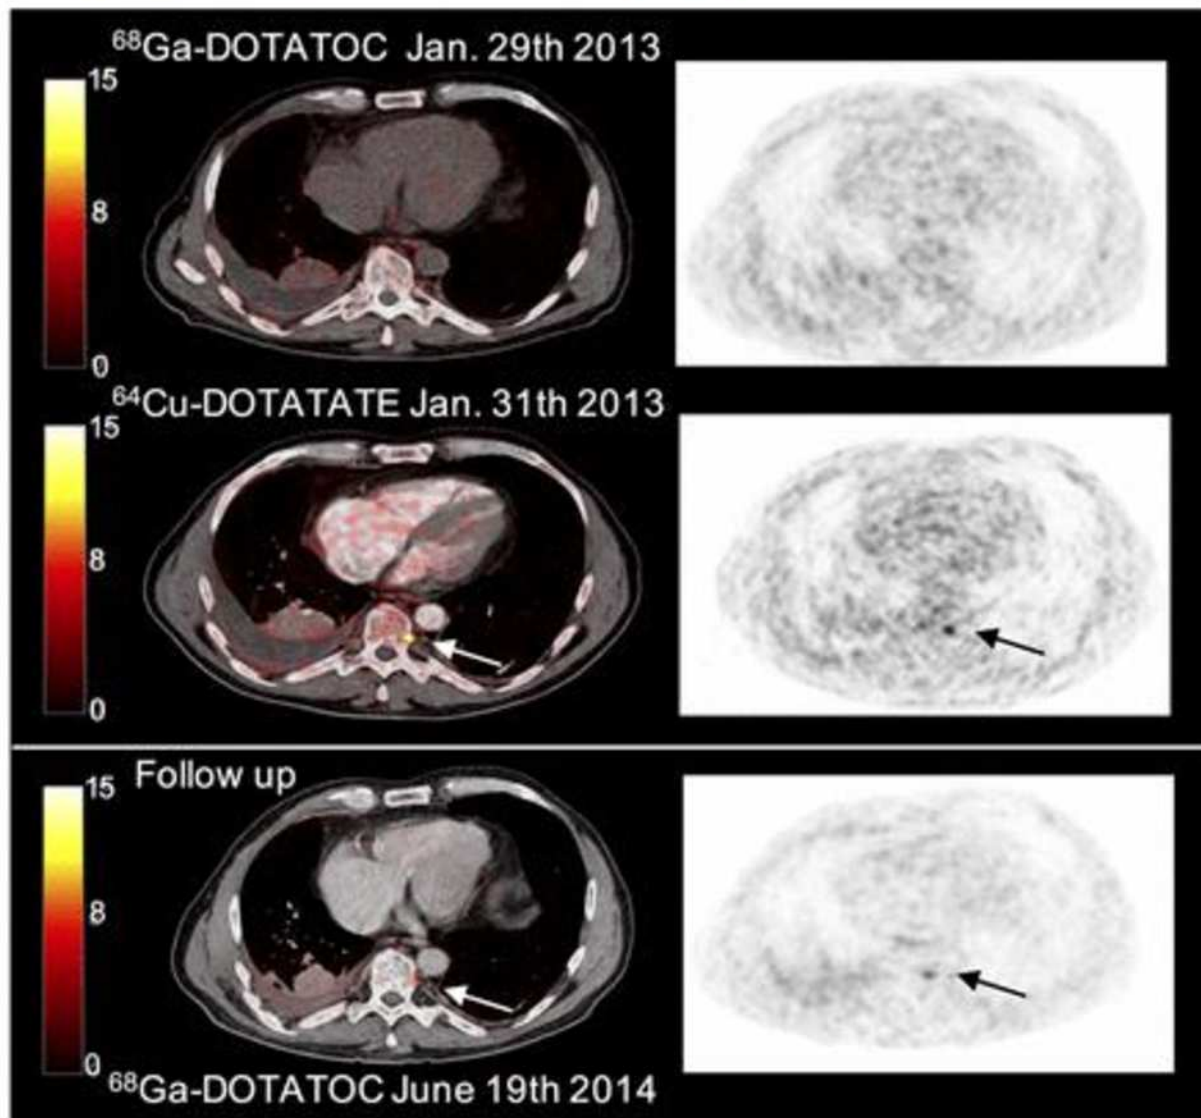 ⁶⁸Ga-DOTATOC Jan. 29th 2013
15
8
0
⁶⁴Cu-DOTATATE Jan. 31th 2013
15
8
0
Follow up
15
8
0
⁶⁸Ga-DOTATOC June 19th 2014